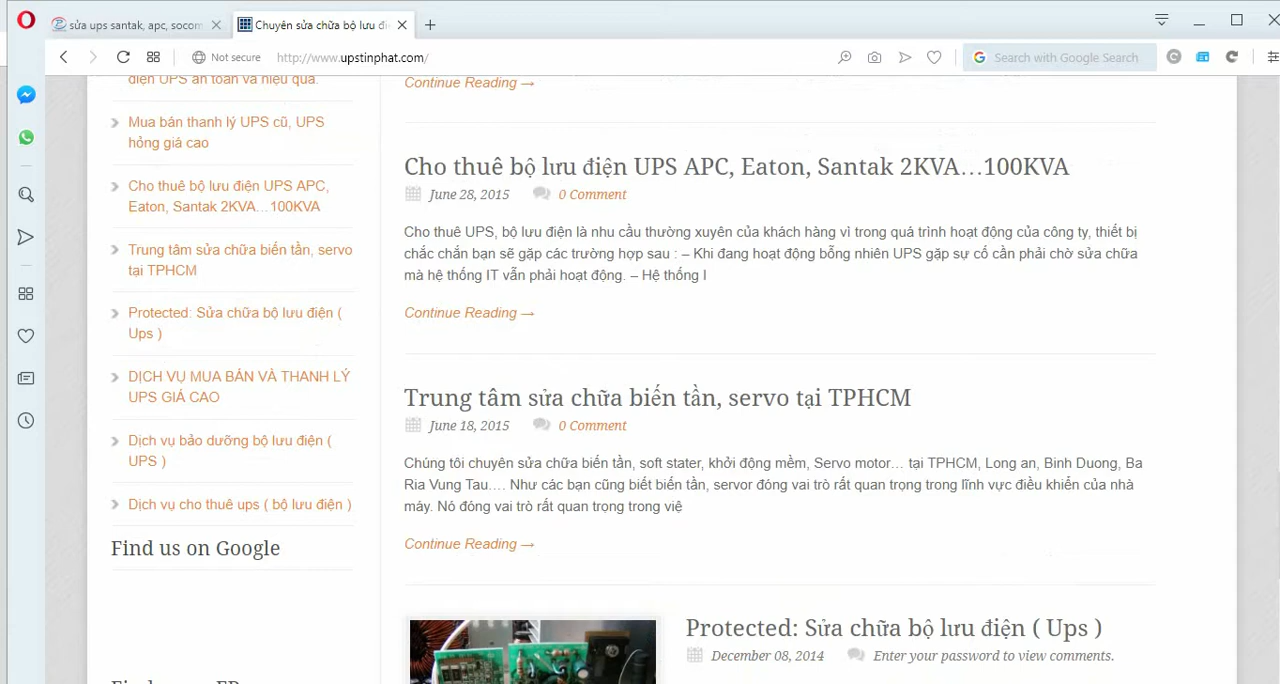 sửa ups santak, apc, socom
Chuyên sửa chữa bộ lưu đi
Not secure
http://www.upstinphat.com/
Search with Google Search
điện UPS an toàn và hiệu quả.
Mua bán thanh lý UPS cũ, UPS
hỏng giá cao
Cho thuê bộ lưu điện UPS APC,
Eaton, Santak 2KVA…100KVA
Trung tâm sửa chữa biến tần, servo
tại TPHCM
Protected: Sửa chữa bộ lưu điện (
Ups )
DỊCH VỤ MUA BÁN VÀ THANH LÝ
UPS GIÁ CAO
Dịch vụ bảo dưỡng bộ lưu điện (
UPS )
Dịch vụ cho thuê ups ( bộ lưu điện )
Find us on Google
Continue Reading →
Cho thuê bộ lưu điện UPS APC, Eaton, Santak 2KVA…100KVA
June 28, 2015
0 Comment
Cho thuê UPS, bộ lưu điện là nhu cầu thường xuyên của khách hàng vì trong quá trình hoạt động của công ty, thiết bị
chắc chắn bạn sẽ gặp các trường hợp sau : – Khi đang hoạt động bỗng nhiên UPS gặp sự cố cần phải chờ sửa chữa
mà hệ thống IT vẫn phải hoạt động. – Hệ thống I
Continue Reading →
Trung tâm sửa chữa biến tần, servo tại TPHCM
June 18, 2015
0 Comment
Chúng tôi chuyên sửa chữa biến tần, soft stater, khởi động mềm, Servo motor… tại TPHCM, Long an, Binh Duong, Ba
Ria Vung Tau…. Như các bạn cũng biết biến tần, servor đóng vai trò rất quan trọng trong lĩnh vực điều khiển của nhà
máy. Nó đóng vai trò rất quan trọng trong việ
Continue Reading →
Protected: Sửa chữa bộ lưu điện ( Ups )
December 08, 2014
Enter your password to view comments.